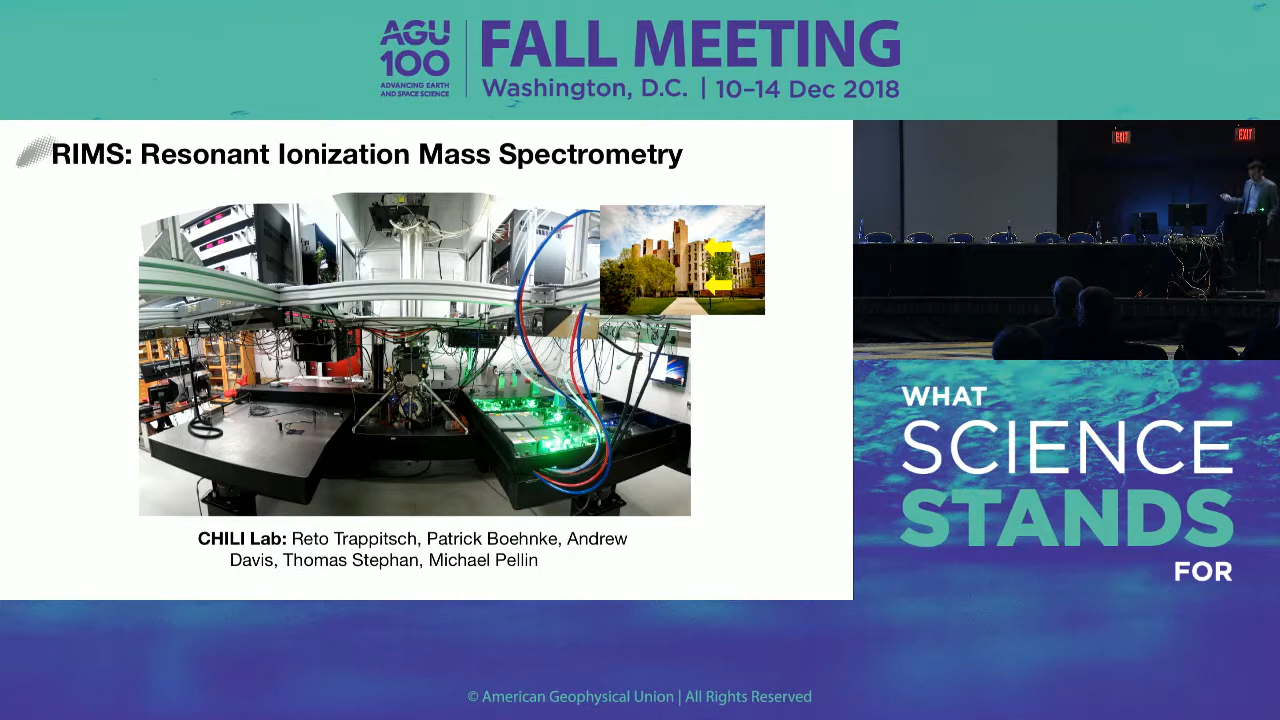 AGU
100
ADVANCING EARTH
AND SPACE SCIENCE
FALL MEETING
Washington, D.C. | 10–14 Dec 2018
RIMS: Resonant Ionization Mass Spectrometry
EXIT
EXIT
CHILI Lab: Reto Trappitsch, Patrick Boehnke, Andrew
Davis, Thomas Stephan, Michael Pellin
WHAT
SCIENCE
STANDS
FOR
© American Geophysical Union | All Rights Reserved